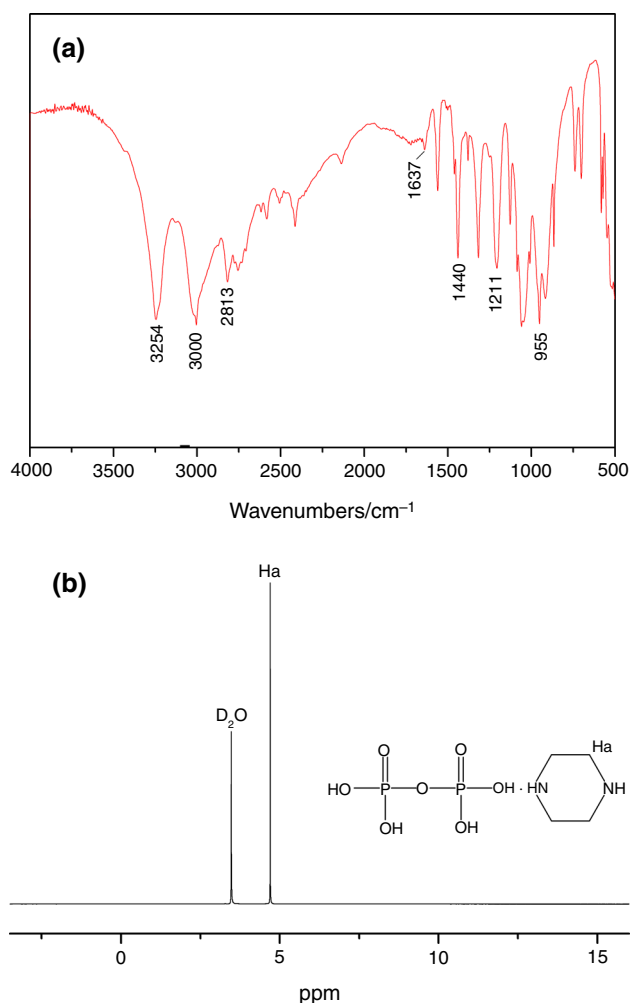 (a)
3254
3000
2813
1637
1440
1211
955
4000 3500 3000 2500 2000 1500 1000 500
Wavenumbers/cm⁻¹
(b)
Ha
D₂O
O O Ha
HO P O P OH · HN NH
OH OH
0 5 10 15
ppm